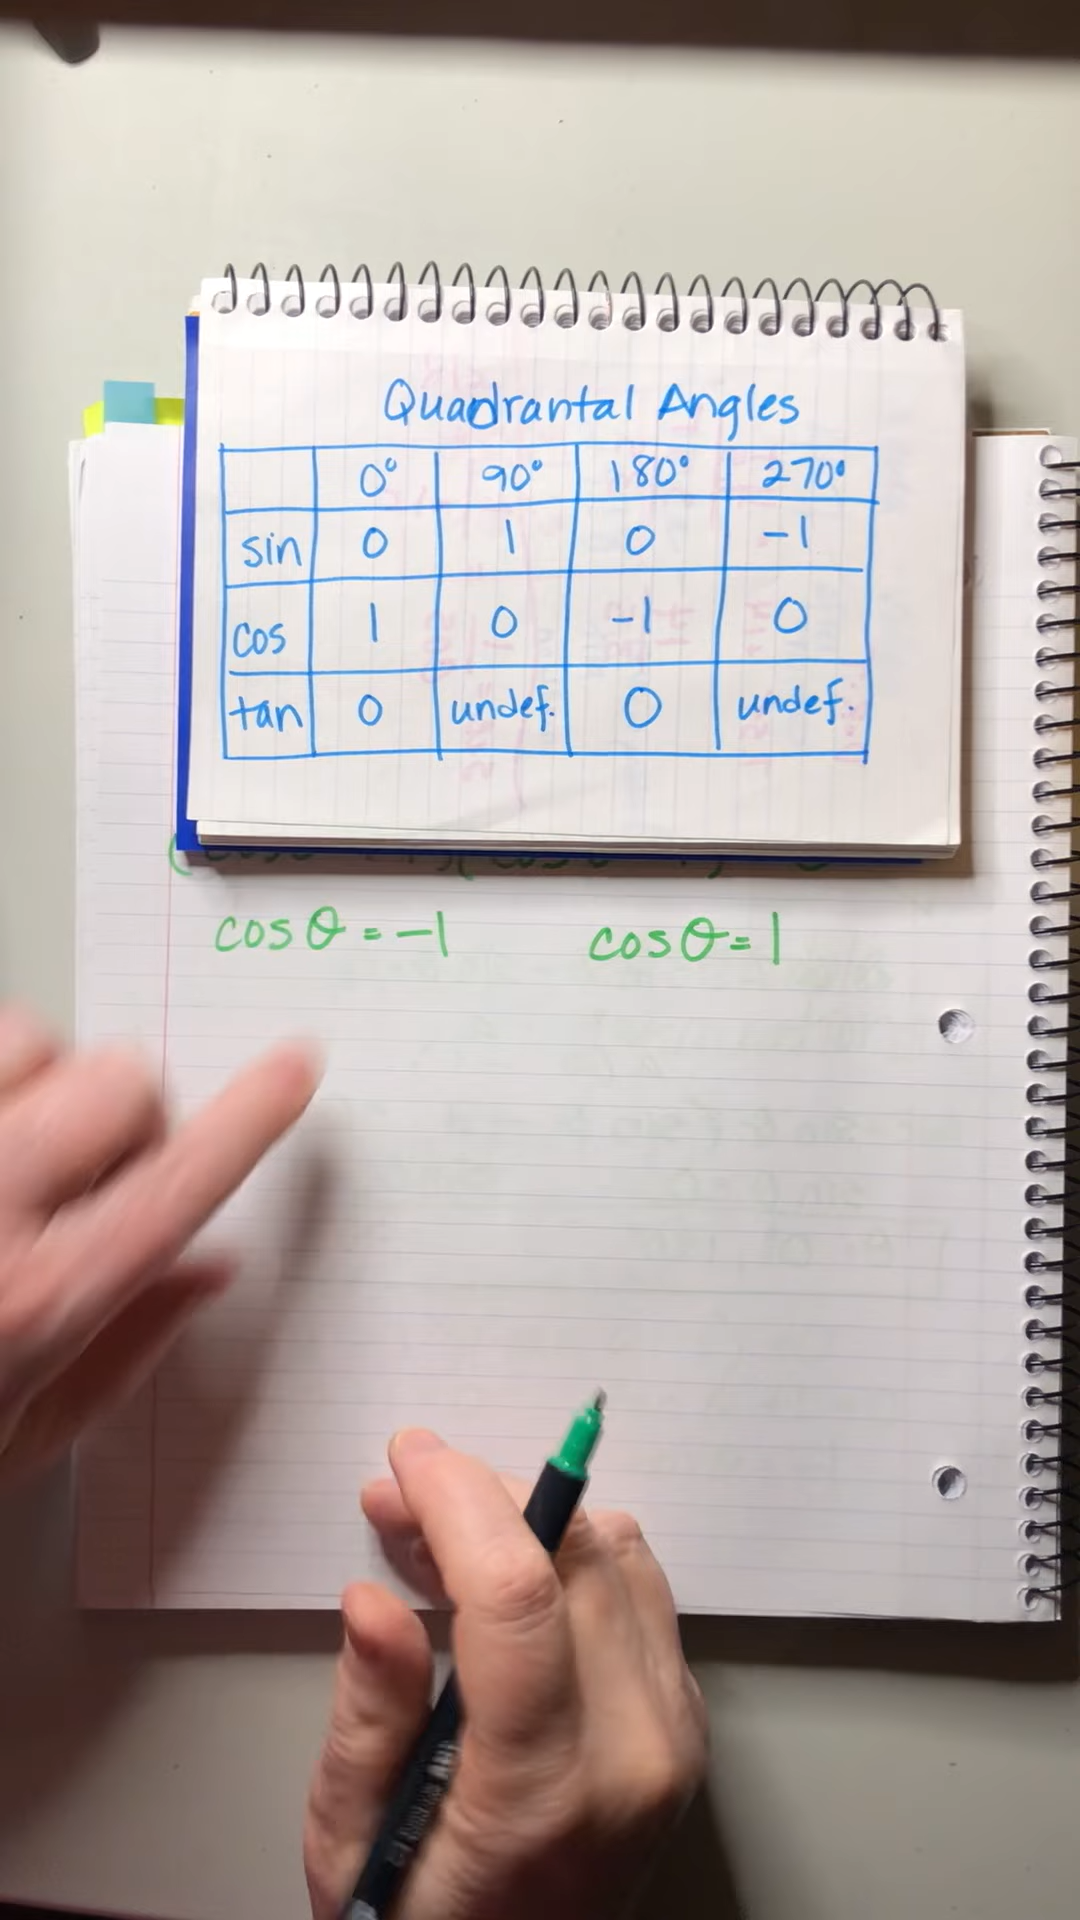 Quadrantal Angles
0° 90° 180° 270°
sin 0 1 0 -1
cos 1 0 -1 0
tan 0 undef. 0 undef.
cos θ = -1 cos θ = 1